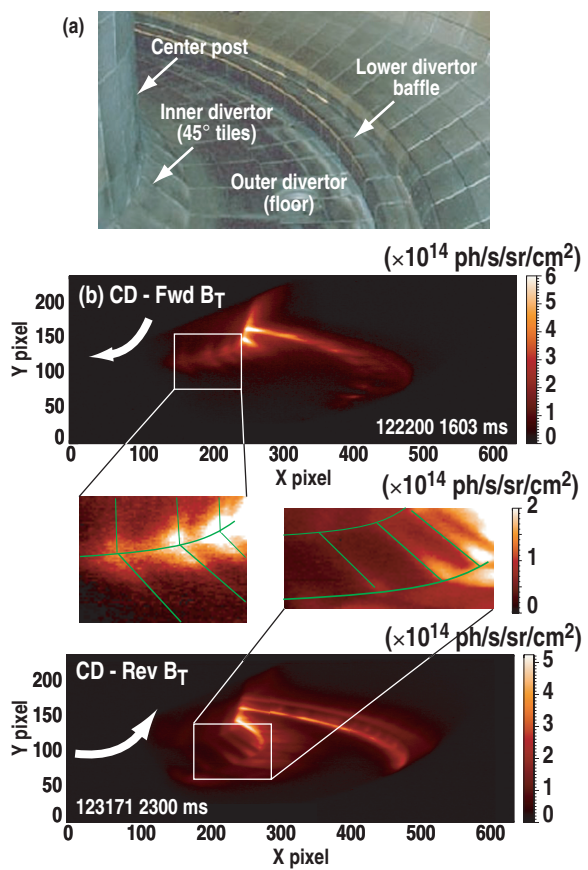 (a)
Center post
Lower divertor
baffle
Inner divertor
(45° tiles)
Outer divertor
(floor)
(×10^14 ph/s/sr/cm^2)
(b) CD - Fwd B_T
200
150
100
50
0
Y pixel
122200 1603 ms
0 100 200 300 400 500 600
X pixel
6
5
4
3
2
1
0
(×10^14 ph/s/sr/cm^2)
2
1
0
(×10^14 ph/s/sr/cm^2)
CD - Rev B_T
200
150
100
50
0
Y pixel
123171 2300 ms
0 100 200 300 400 500 600
X pixel
5
4
3
2
1
0